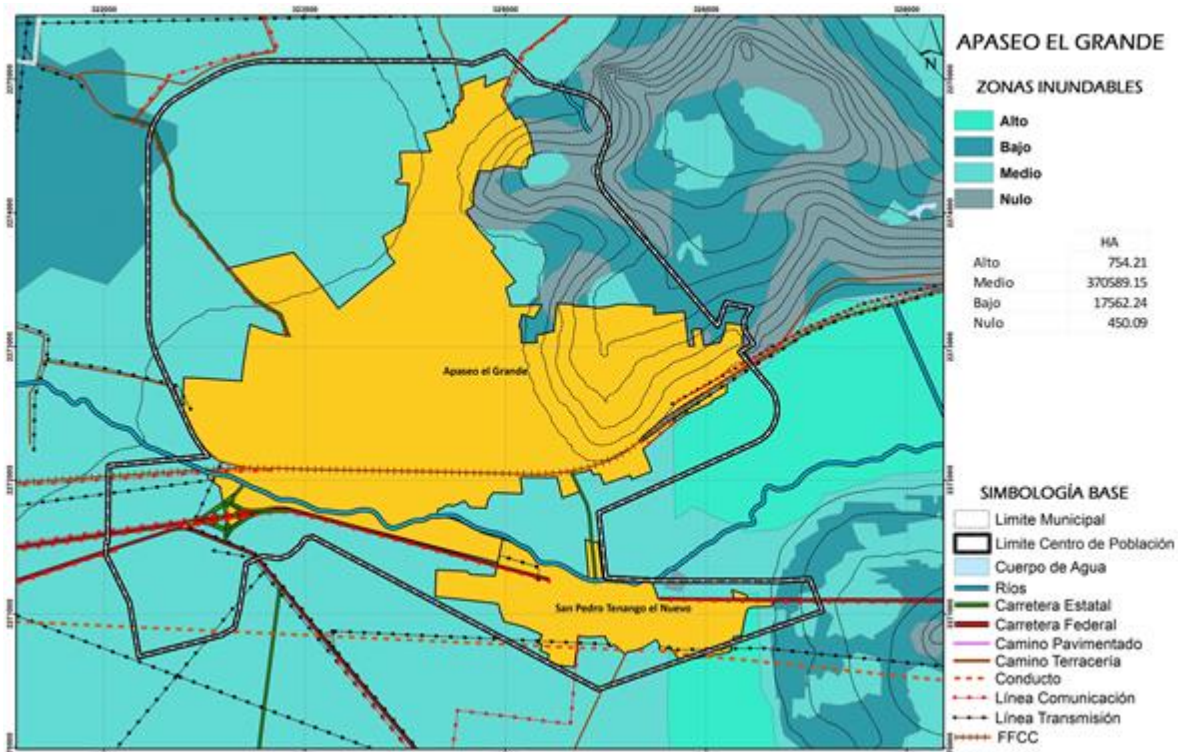 APASEO EL GRANDE
N
ZONAS INUNDABLES
Alto
Bajo
Medio
Nulo
HA
Alto 754.21
Medio 370589.15
Bajo 17562.24
Nulo 450.09
SIMBOLOGÍA BASE
Limite Municipal
Limite Centro de Población
Cuerpo de Agua
Ríos
Carretera Estatal
Carretera Federal
Camino Pavimentado
Camino Terracería
Conducto
Línea Comunicación
Línea Transmisión
FFCC
Apaseo el Grande
San Pedro Tenango el Nuevo